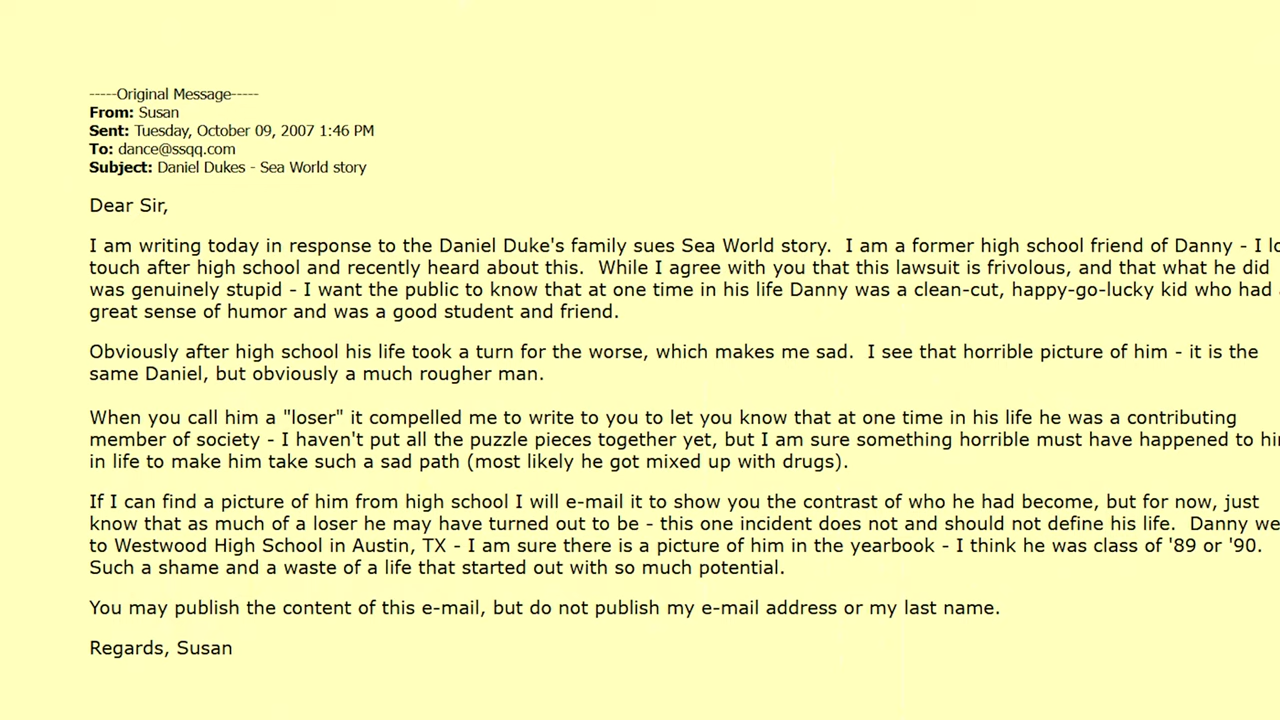 -----Original Message-----
From: Susan
Sent: Tuesday, October 09, 2007 1:46 PM
To: dance@ssqq.com
Subject: Daniel Dukes - Sea World story
Dear Sir,
I am writing today in response to the Daniel Duke's family sues Sea World story.  I am a former high school friend of Danny - I
touch after high school and recently heard about this.  While I agree with you that this lawsuit is frivolous, and that what he did
was genuinely stupid - I want the public to know that at one time in his life Danny was a clean-cut, happy-go-lucky kid who had
great sense of humor and was a good student and friend.
Obviously after high school his life took a turn for the worse, which makes me sad.  I see that horrible picture of him - it is the
same Daniel, but obviously a much rougher man.
When you call him a "loser" it compelled me to write to you to let you know that at one time in his life he was a contributing
member of society - I haven't put all the puzzle pieces together yet, but I am sure something horrible must have happened to
in life to make him take such a sad path (most likely he got mixed up with drugs).
If I can find a picture of him from high school I will e-mail it to show you the contrast of who he had become, but for now, just
know that as much of a loser he may have turned out to be - this one incident does not and should not define his life.  Danny
to Westwood High School in Austin, TX - I am sure there is a picture of him in the yearbook - I think he was class of '89 or '90.
Such a shame and a waste of a life that started out with so much potential.
You may publish the content of this e-mail, but do not publish my e-mail address or my last name.
Regards, Susan